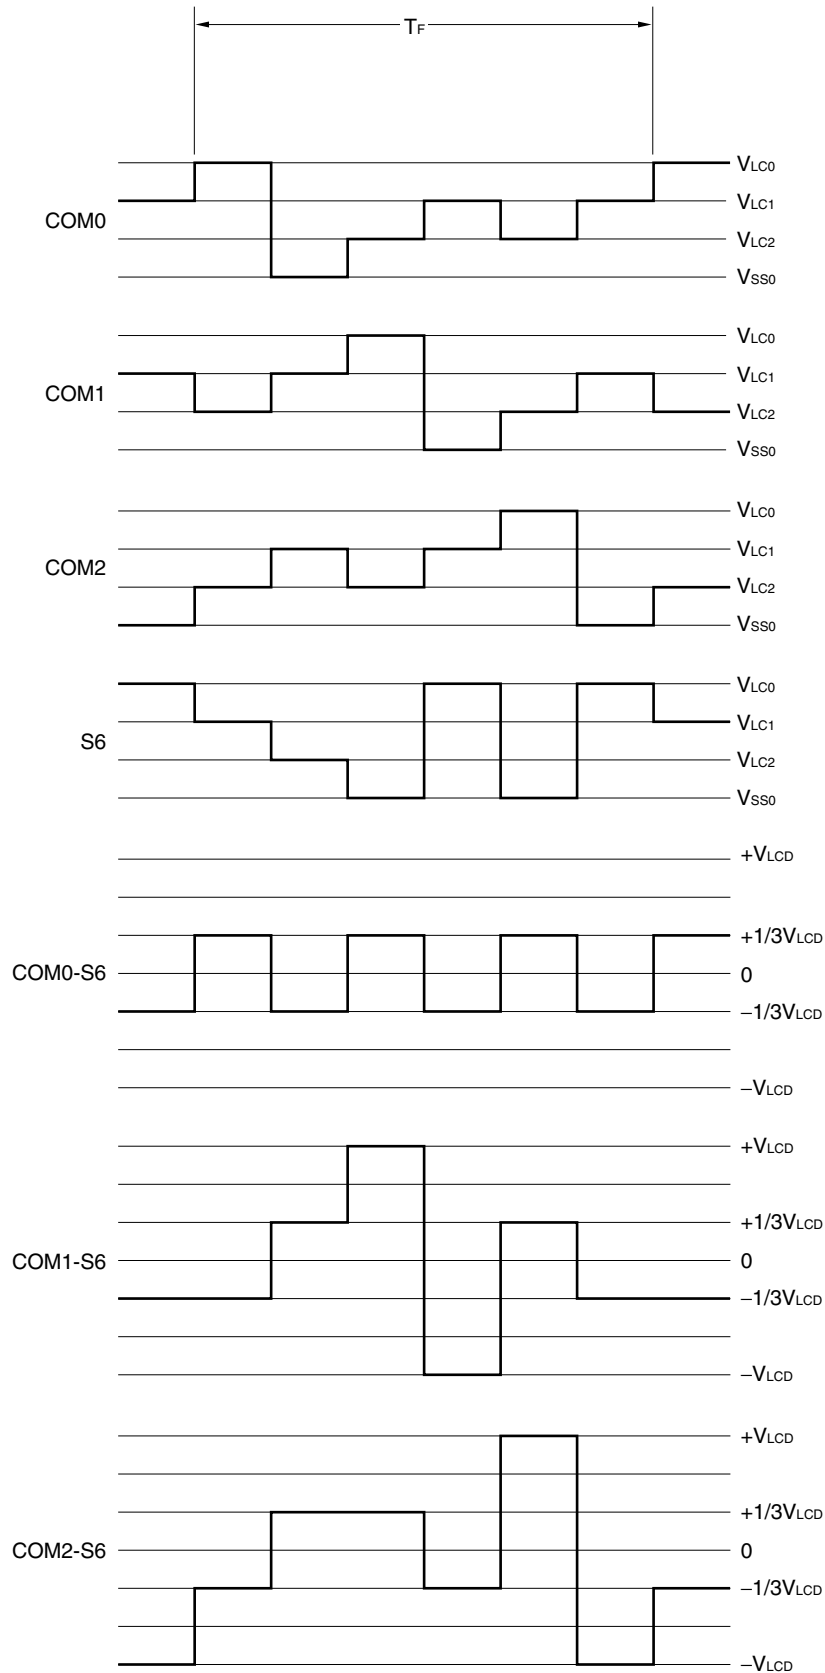 TF
VLC0
VLC1
COM0
VLC2
VSS0
VLC0
VLC1
COM1
VLC2
VSS0
VLC0
VLC1
COM2
VLC2
VSS0
VLC0
VLC1
S6
VLC2
VSS0
+VLCD
+1/3VLCD
COM0-S6
0
–1/3VLCD
–VLCD
+VLCD
+1/3VLCD
COM1-S6
0
–1/3VLCD
–VLCD
+VLCD
+1/3VLCD
COM2-S6
0
–1/3VLCD
–VLCD